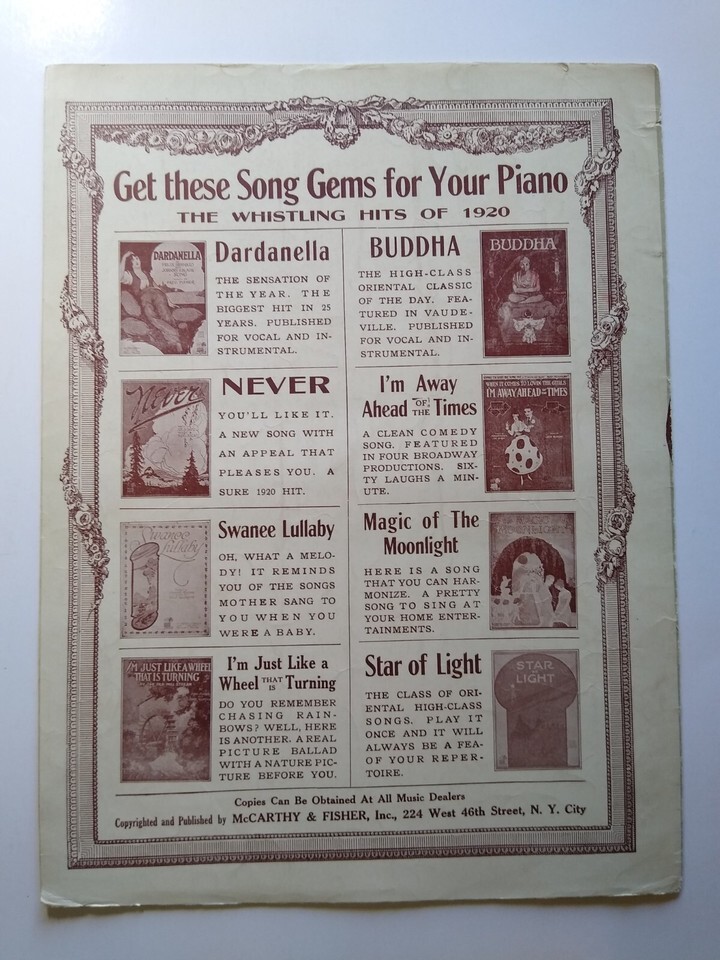 Get these Song Gems for Your Piano
THE WHISTLING HITS OF 1920
DARDANELLA
Dardanella
THE SENSATION OF
THE YEAR. THE
BIGGEST HIT IN 25
YEARS. PUBLISHED
FOR VOCAL AND IN-
STRUMENTAL.
BUDDHA
THE HIGH-CLASS
ORIENTAL CLASSIC
OF THE DAY. FEA-
TURED IN VAUDE-
VILLE. PUBLISHED
FOR VOCAL AND IN-
STRUMENTAL.
BUDDHA
Never
NEVER
YOU'LL LIKE IT.
A NEW SONG WITH
AN APPEAL THAT
PLEASES YOU. A
SURE 1920 HIT.
I'm Away
Ahead OF THE Times
A CLEAN COMEDY
SONG. FEATURED
IN FOUR BROADWAY
PRODUCTIONS. SIX-
TY LAUGHS A MIN-
UTE.
WHEN IT COMES TO LOVIN THE GIRLS
I'M AWAY AHEAD OF THE TIMES
Swanee
Lullaby
Swanee Lullaby
OH, WHAT A MELO-
DY! IT REMINDS
YOU OF THE SONGS
MOTHER SANG TO
YOU WHEN YOU
WERE A BABY.
Magic of The
Moonlight
HERE IS A SONG
THAT YOU CAN HAR-
MONIZE. A PRETTY
SONG TO SING AT
YOUR HOME ENTER-
TAINMENTS.
I'M JUST LIKE A WHEEL
THAT IS TURNING
I'm Just Like a
Wheel THAT IS Turning
DO YOU REMEMBER
CHASING RAIN-
BOWS? WELL, HERE
IS ANOTHER. A REAL
PICTURE BALLAD
WITH A NATURE PIC-
TURE BEFORE YOU.
Star of Light
THE CLASS OF ORI-
ENTAL HIGH-CLASS
SONGS. PLAY IT
ONCE AND IT WILL
ALWAYS BE A FEA-
OF YOUR REPER-
TOIRE.
STAR
OF
LIGHT
Copies Can Be Obtained At All Music Dealers
Copyrighted and Published by McCARTHY & FISHER, Inc., 224 West 46th Street, N. Y. City